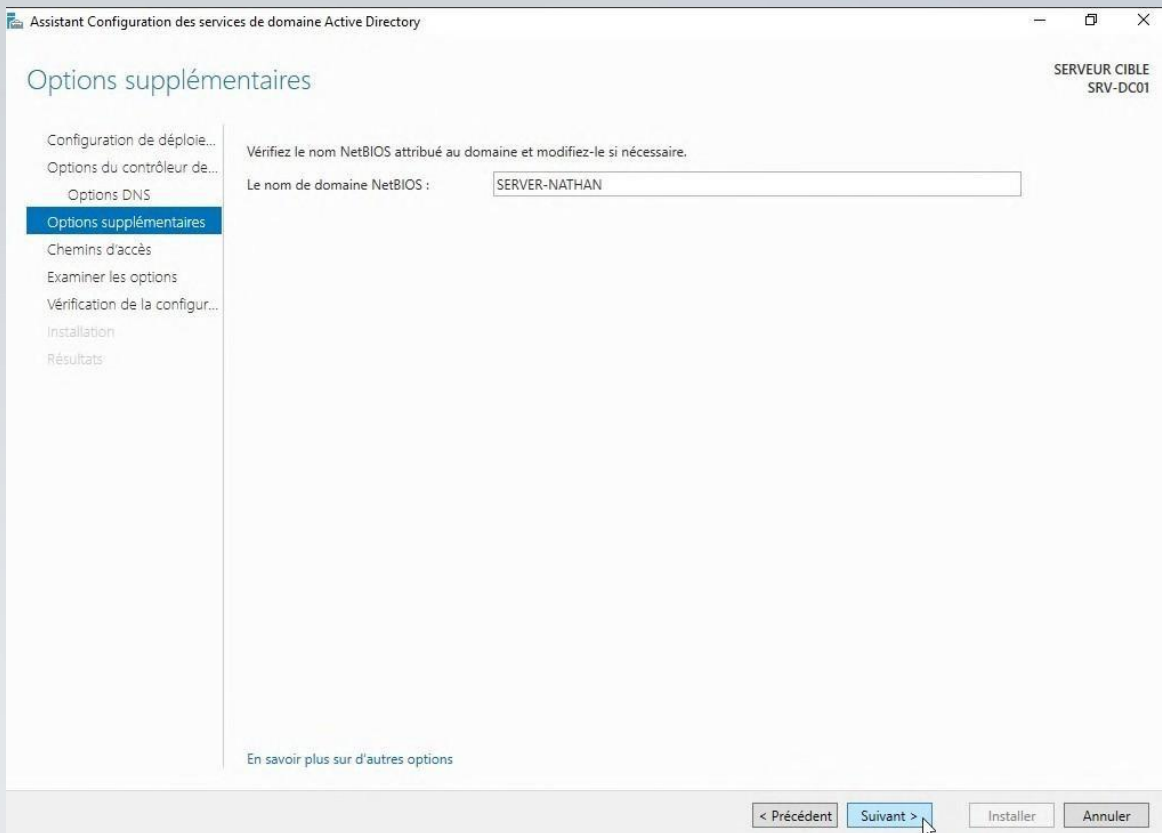 Assistant Configuration des services de domaine Active Directory
Options supplémentaires
SERVEUR CIBLE
SRV-DC01
Configuration de déploie...
Options du contrôleur de...
Options DNS
Options supplémentaires
Chemins d'accès
Examiner les options
Vérification de la configur...
Installation
Résultats
Vérifiez le nom NetBIOS attribué au domaine et modifiez-le si nécessaire.
Le nom de domaine NetBIOS : SERVER-NATHAN
En savoir plus sur d'autres options
< Précédent Suivant > Installer Annuler